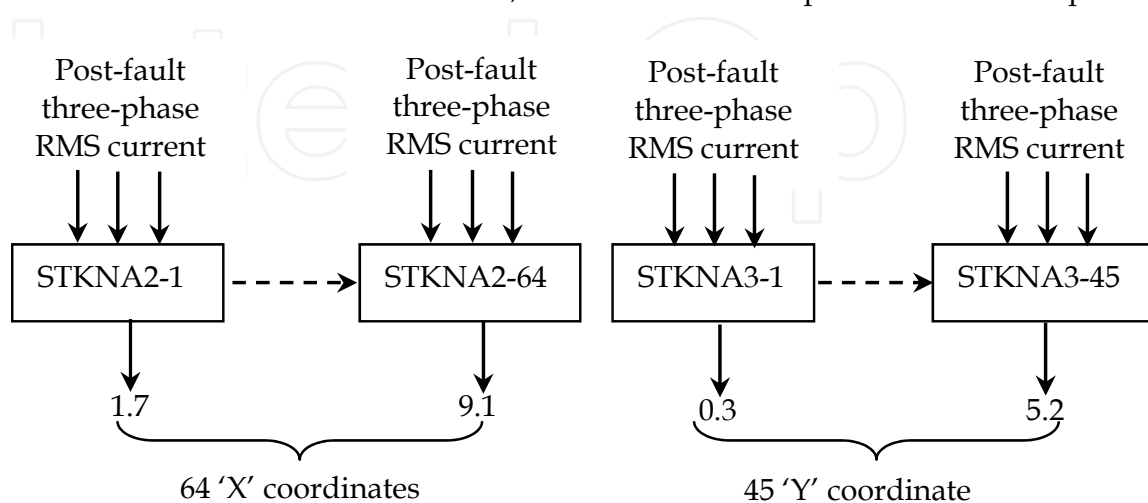 Post-fault
three-phase
RMS current
Post-fault
three-phase
RMS current
Post-fault
three-phase
RMS current
Post-fault
three-phase
RMS current
STKNA2-1
STKNA2-64
STKNA3-1
STKNA3-45
1.7
9.1
0.3
5.2
64 ‘X’ coordinates
45 ‘Y’ coordinate